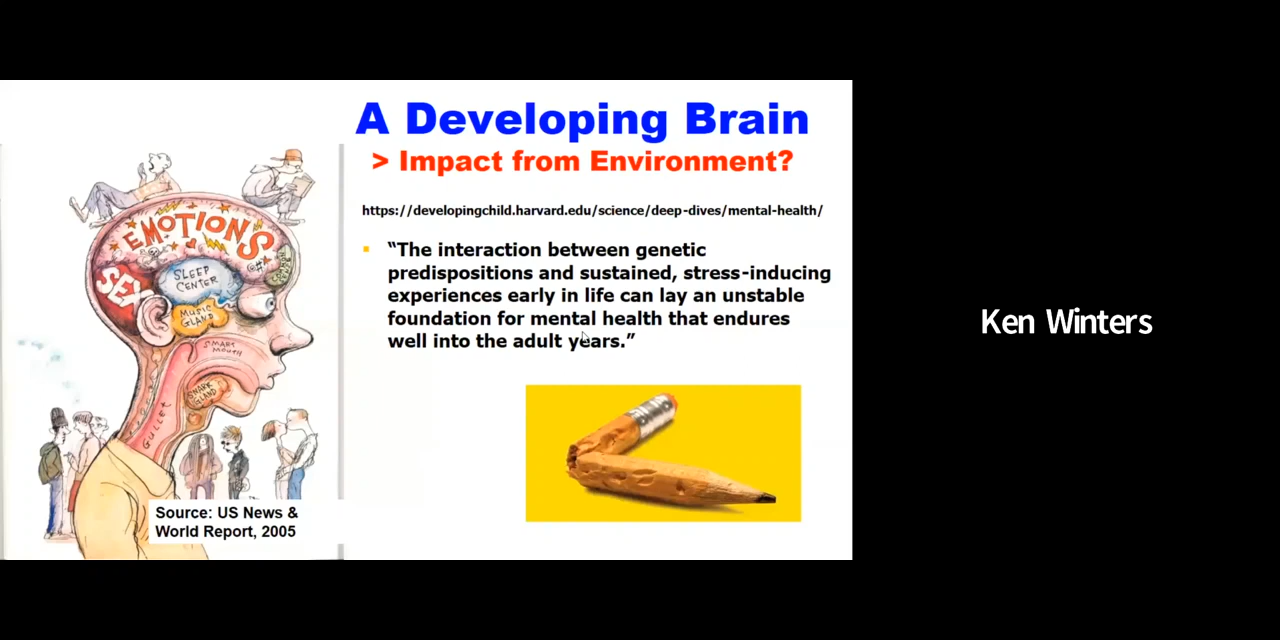 A Developing Brain
> Impact from Environment?
https://developingchild.harvard.edu/science/deep-dives/mental-health/
"The interaction between genetic
predispositions and sustained, stress-inducing
experiences early in life can lay an unstable
foundation for mental health that endures
well into the adult years."
EMOTIONS
SEX
SLEEP
CENTER
@#*!
MUSIC
GLAND
SMART
MOUTH
SNARK
GLAND
GULLET
Source: US News &
World Report, 2005
Ken Winters